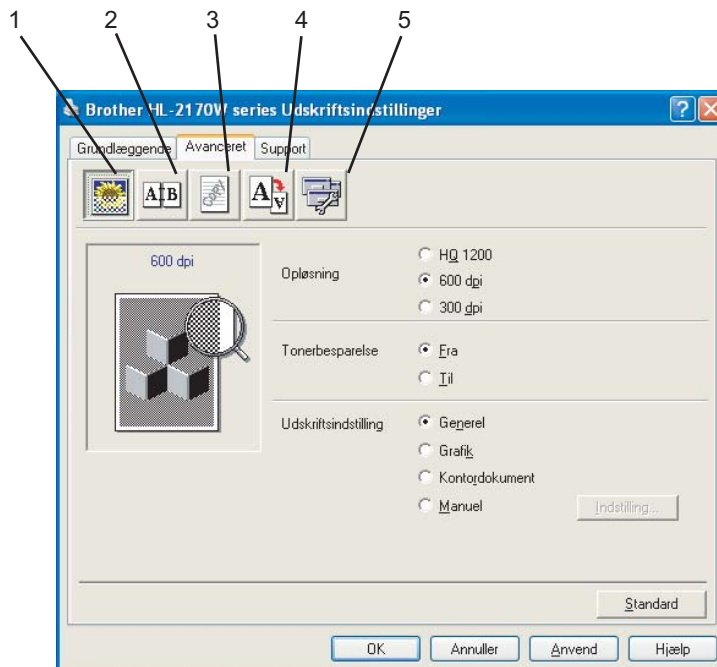 1 2 3 4 5
Brother HL-2170W series Udskriftsindstillinger
Grundlæggende Avanceret Support
A B COPY A A
600 dpi
Opløsning
HQ 1200
600 dpi
300 dpi
Tonerbesparelse
Fra
Til
Udskriftsindstilling
Generel
Grafik
Kontordokument
Manuel
Indstilling...
Standard
OK Annuller Anvend Hjælp